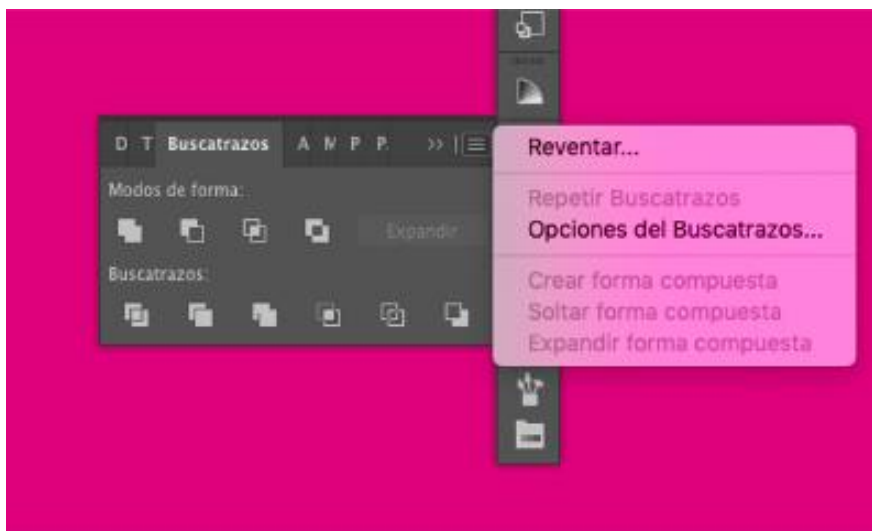 D T Buscatrazos A M P P. >>
Modos de forma:
Expandir
Buscatrazos:
Reventar...
Repetir Buscatrazos
Opciones del Buscatrazos...
Crear forma compuesta
Soltar forma compuesta
Expandir forma compuesta